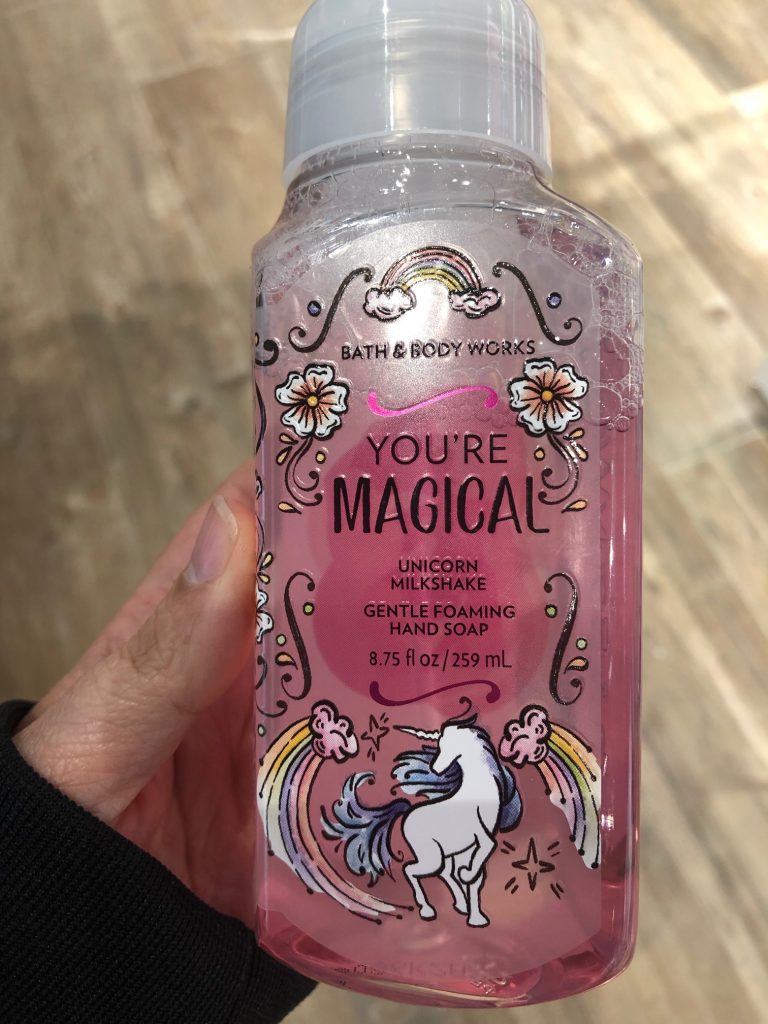 BATH & BODY WORKS
YOU'RE
MAGICAL
UNICORN
MILKSHAKE
GENTLE FOAMING
HAND SOAP
8.75 fl oz/259 mL